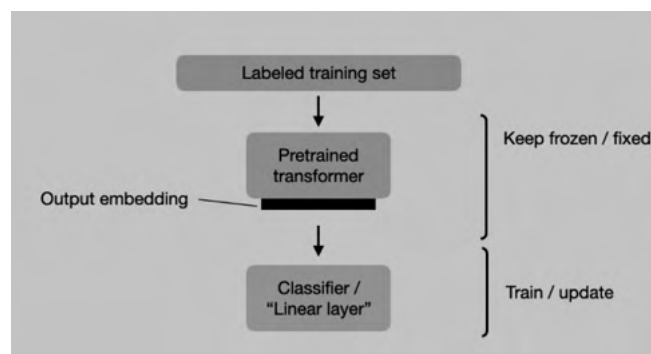 Labeled training set
Keep frozen / fixed
Pretrained
transformer
Output embedding
Classifier /
“Linear layer”
Train / update